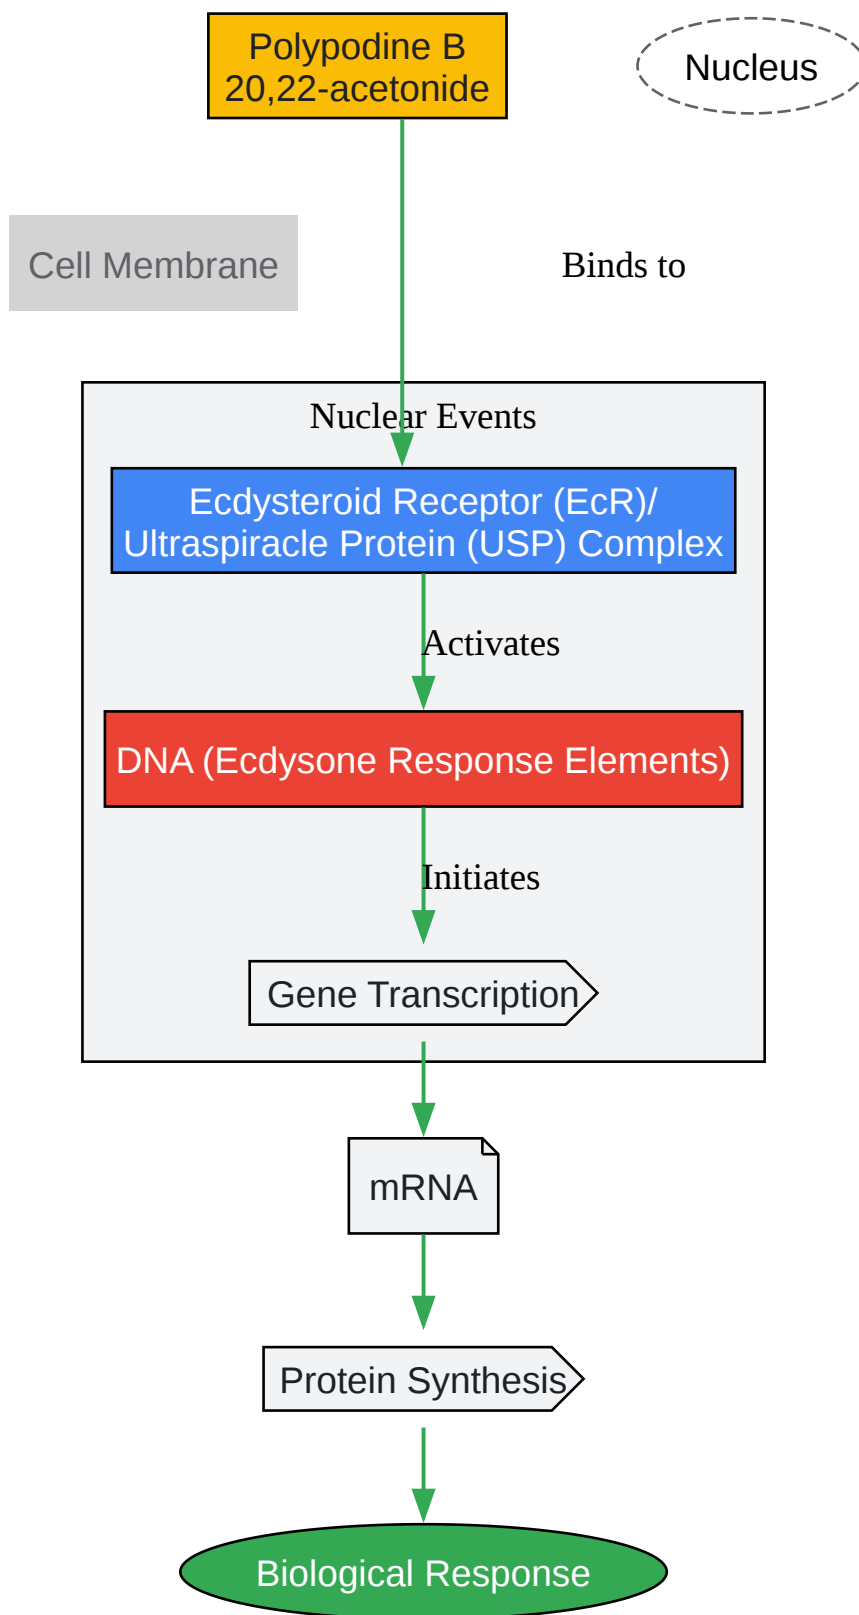 Polypodine B
20,22-acetonide
Nucleus
Cell Membrane
Binds to
Nuclear Events
Ecdysteroid Receptor (EcR)/
Ultraspiracle Protein (USP) Complex
Activates
DNA (Ecdysone Response Elements)
Initiates
Gene Transcription
mRNA
Protein Synthesis
Biological Response